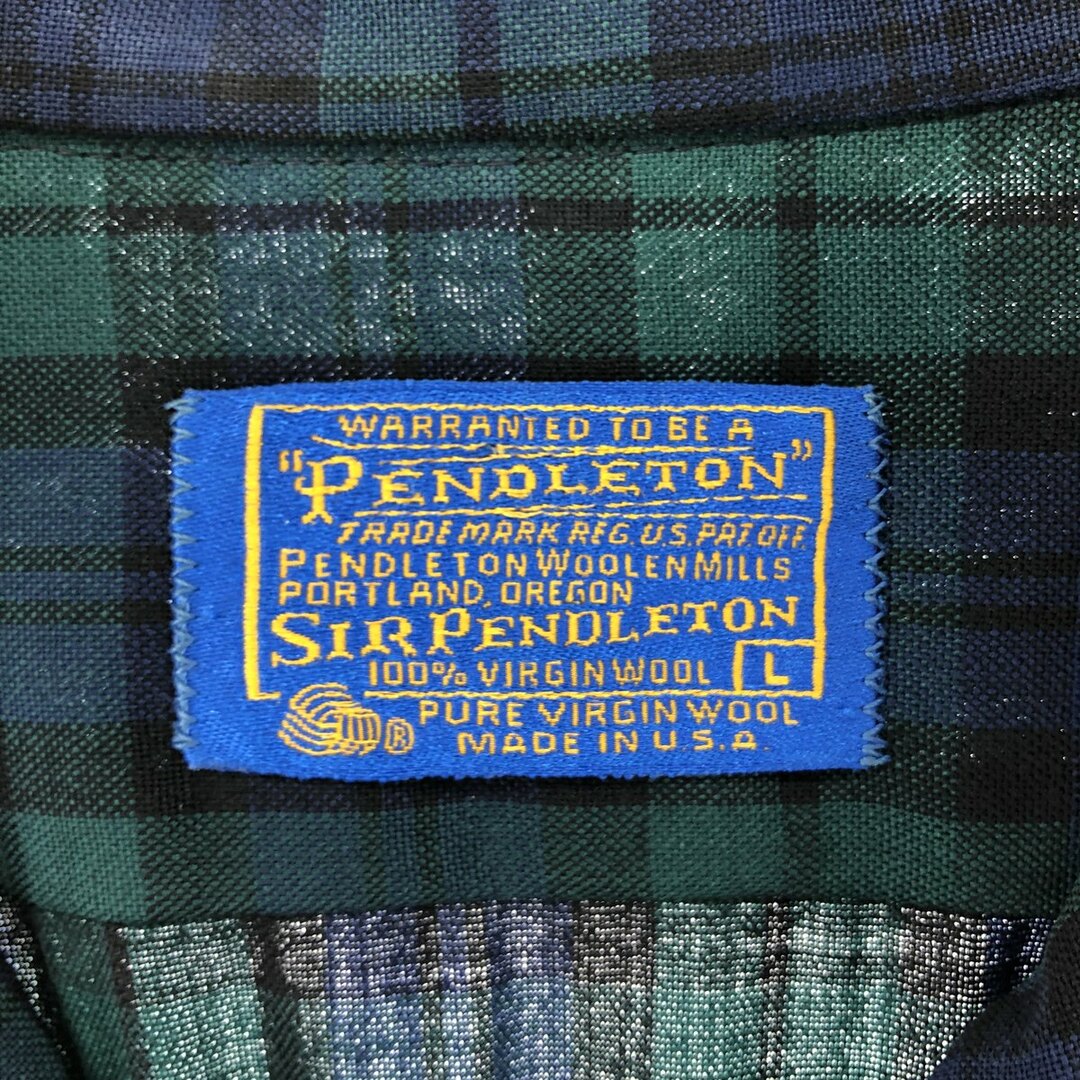 WARRANTED TO BE A
"PENDLETON"
TRADE MARK REG. U.S. PAT OFF.
PENDLETON WOOLEN MILLS
PORTLAND, OREGON
SIR PENDLETON
100% VIRGIN WOOL L
® PURE VIRGIN WOOL
MADE IN U.S.A.